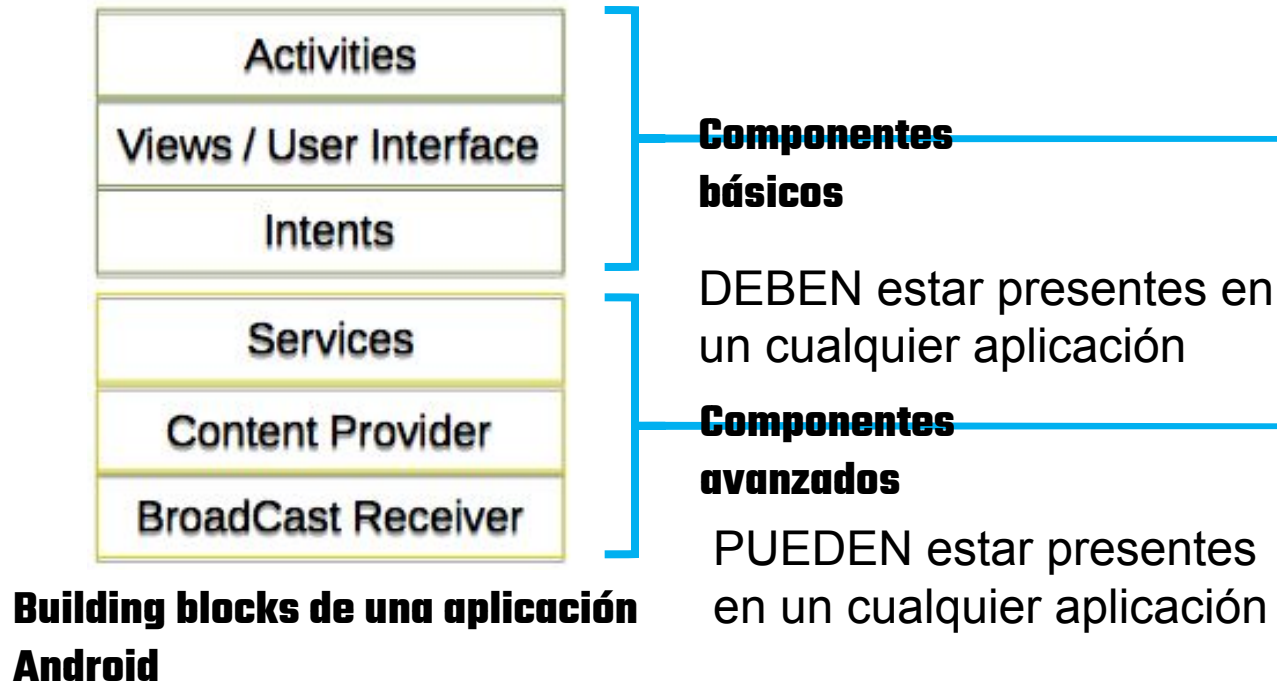 Activities
Views / User Interface
Intents
Services
Content Provider
BroadCast Receiver
Building blocks de una aplicación
Android
Componentes
básicos
DEBEN estar presentes en
un cualquier aplicación
Componentes
avanzados
PUEDEN estar presentes
en un cualquier aplicación